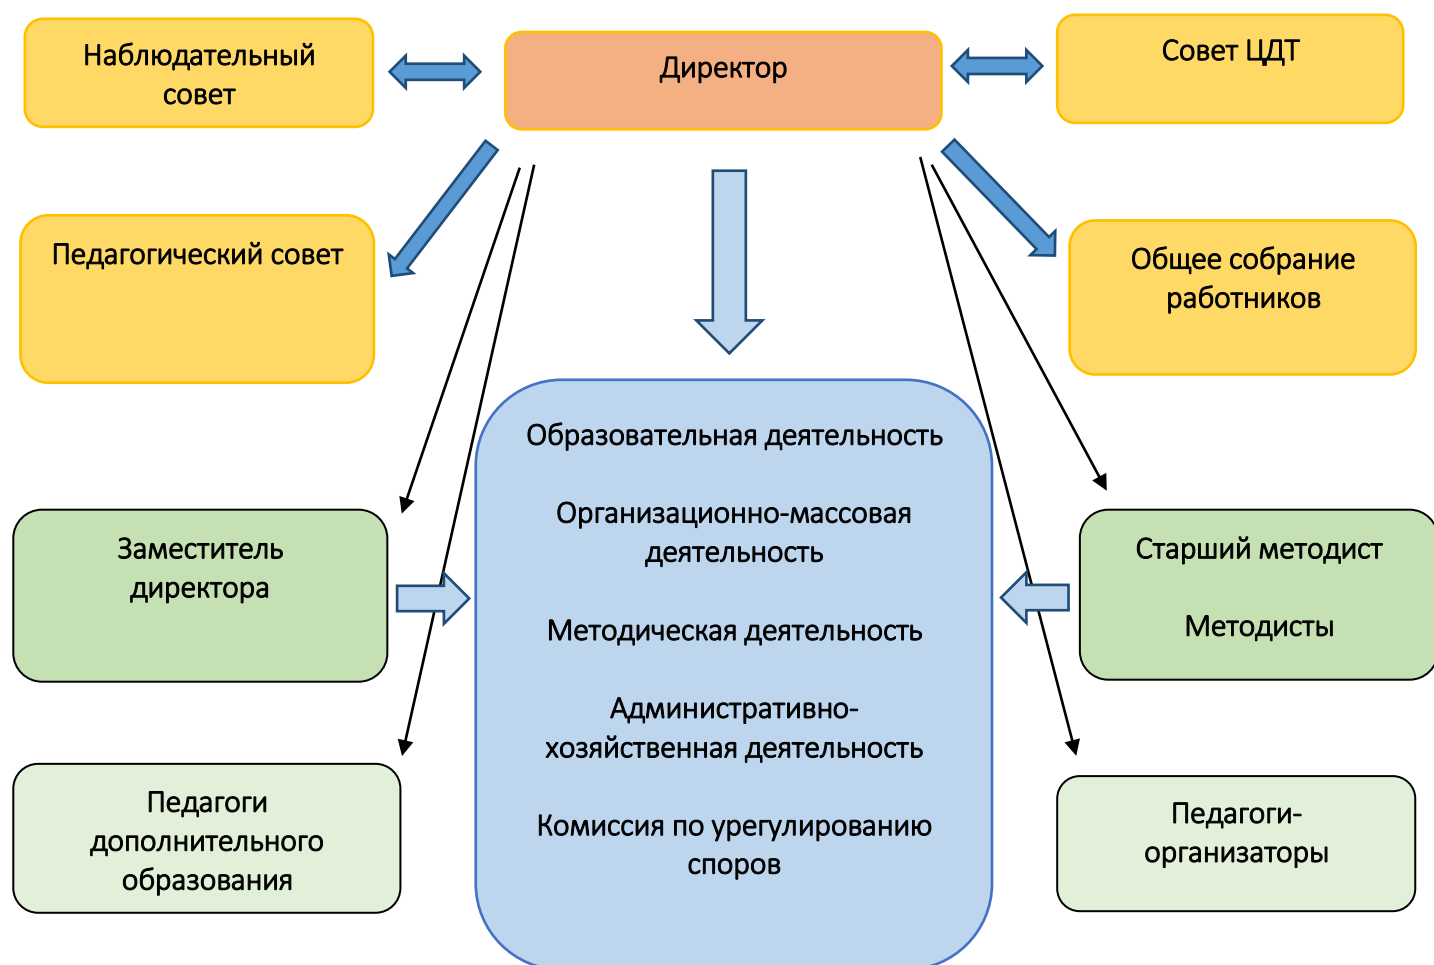 Наблюдательный
совет
Директор
Совет ЦДТ
Педагогический совет
Общее собрание
работников
Образовательная деятельность
Организационно-массовая
деятельность
Методическая деятельность
Административно-
хозяйственная деятельность
Комиссия по урегулированию
споров
Заместитель
директора
Старший методист
Методисты
Педагоги
дополнительного
образования
Педагоги-
организаторы